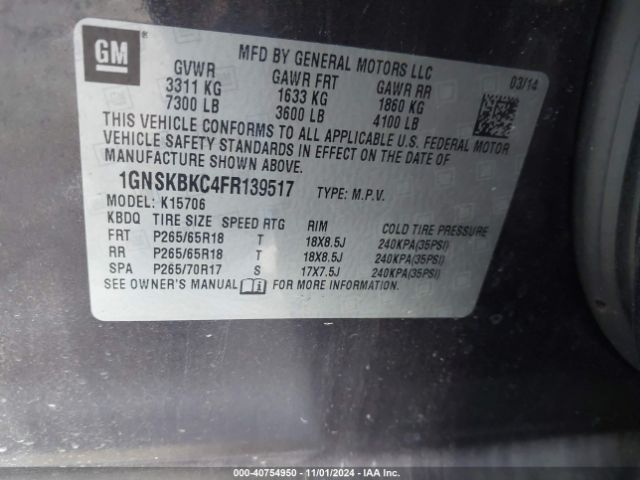 GM
MFD BY GENERAL MOTORS LLC
03/14
GVWR GAWR FRT GAWR RR
3311 KG 1633 KG 1860 KG
7300 LB 3600 LB 4100 LB
THIS VEHICLE CONFORMS TO ALL APPLICABLE U.S. FEDERAL MOTOR
VEHICLE SAFETY STANDARDS IN EFFECT ON THE DATE OF
MANUFACTURE SHOWN ABOVE.
1GNSKBKC4FR139517 TYPE: M.P.V.
MODEL: K15706
KBDQ TIRE SIZE SPEED RTG RIM COLD TIRE PRESSURE
FRT P265/65R18 T 18X8.5J 240KPA(35PSI)
RR P265/65R18 T 18X8.5J 240KPA(35PSI)
SPA P265/70R17 S 17X7.5J 240KPA(35PSI)
SEE OWNER'S MANUAL FOR MORE INFORMATION.
000-40754950 - 11/01/2024 - IAA Inc.